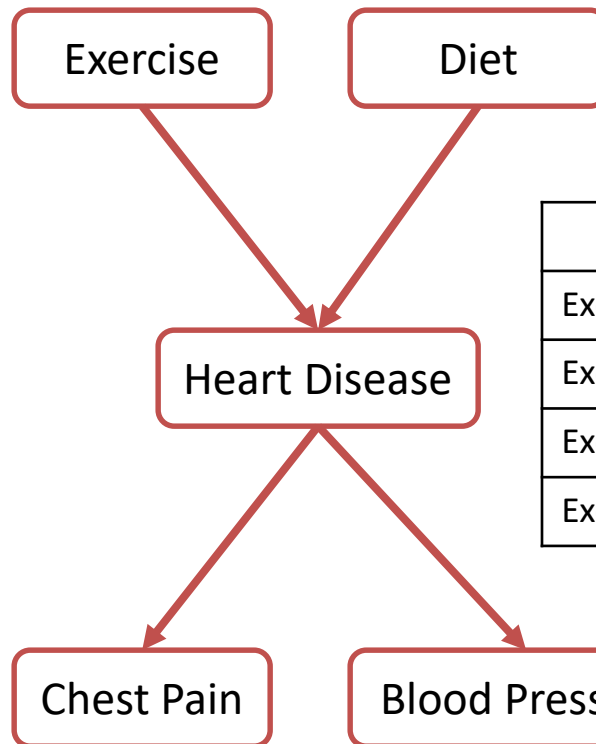 Exercise
Diet
Ex
Ex
Ex
Ex
Heart Disease
Chest Pain
Blood Press